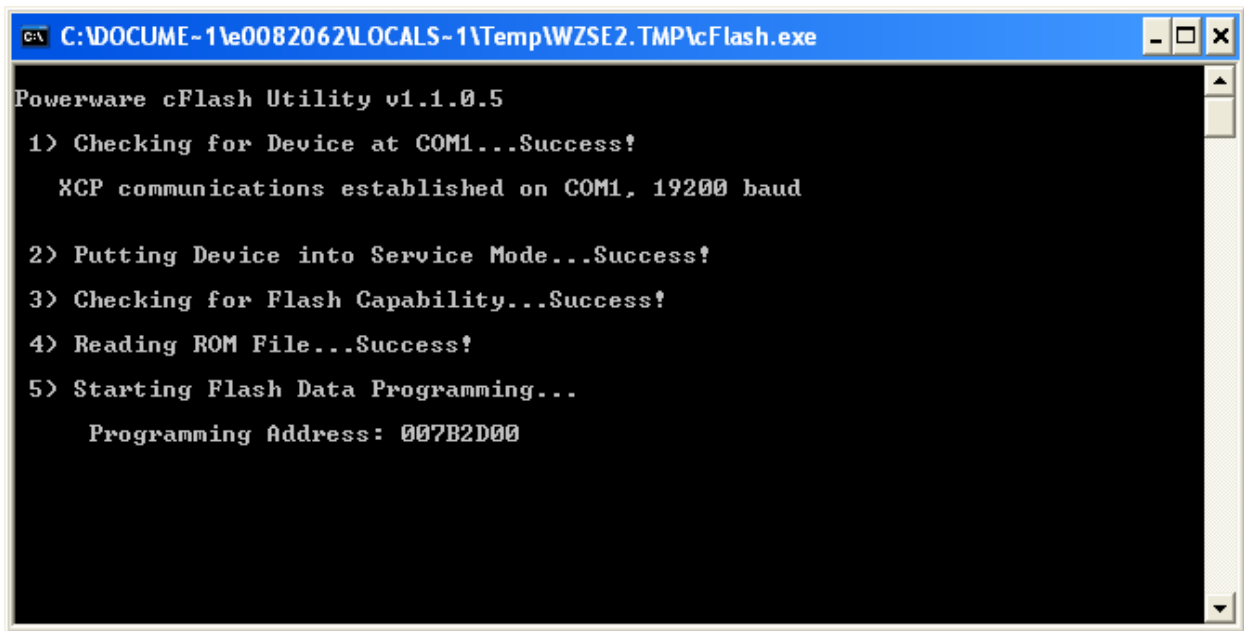 C:\DOCUME~1\e0082062\LOCALS~1\Temp\WZSE2.TMP\cFlash.exe
Powerware cFlash Utility v1.1.0.5
1) Checking for Device at COM1...Success!
XCP communications established on COM1, 19200 baud
2) Putting Device into Service Mode...Success!
3) Checking for Flash Capability...Success!
4) Reading ROM File...Success!
5) Starting Flash Data Programming...
Programming Address: 007B2D00